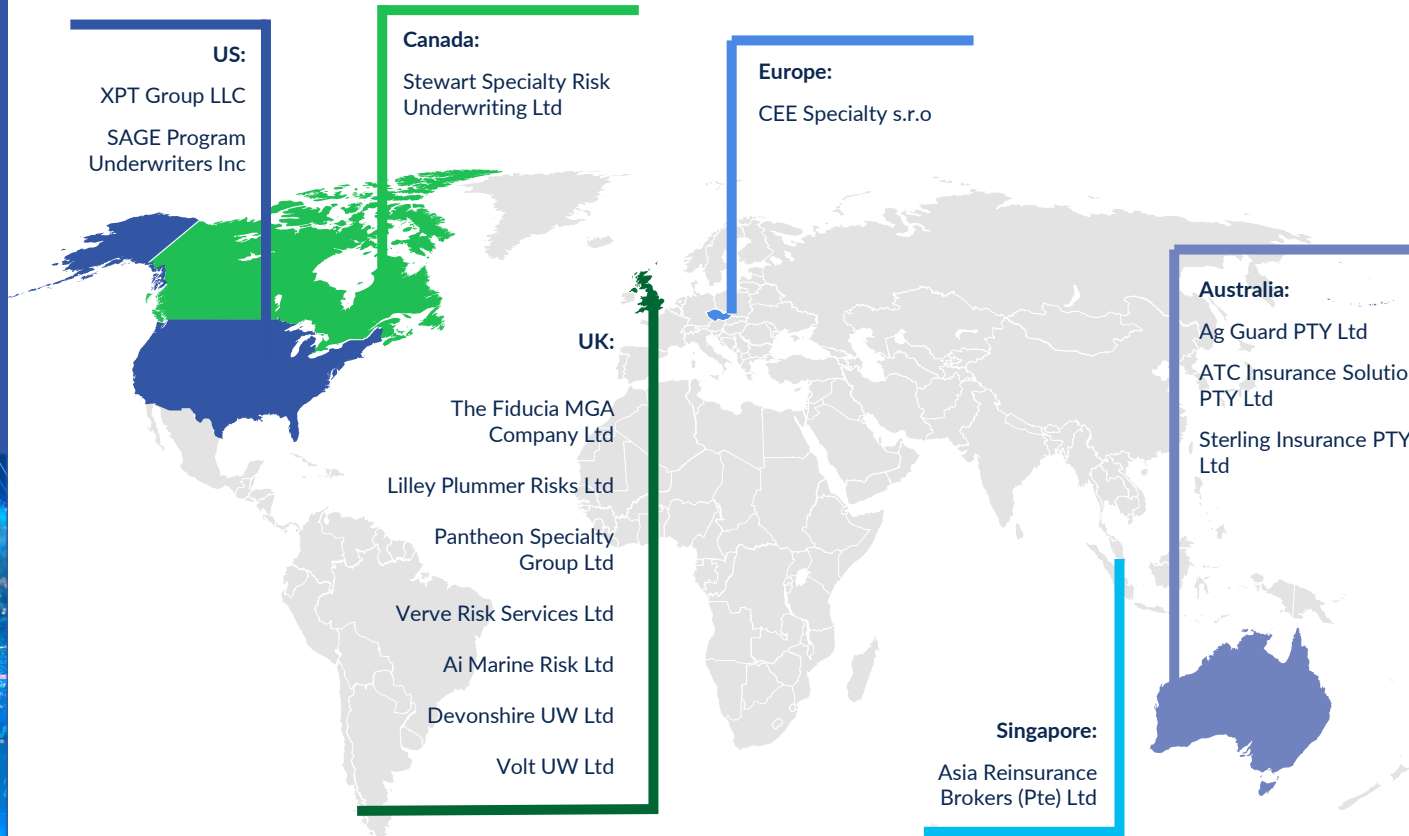 US:
XPT Group LLC
SAGE Program
Underwriters Inc
Canada:
Stewart Specialty Risk
Underwriting Ltd
Europe:
CEE Specialty s.r.o
UK:
The Fiducia MGA
Company Ltd
Lilley Plummer Risks Ltd
Pantheon Specialty
Group Ltd
Verve Risk Services Ltd
Ai Marine Risk Ltd
Devonshire UW Ltd
Volt UW Ltd
Singapore:
Asia Reinsurance
Brokers (Pte) Ltd
Australia:
Ag Guard PTY Ltd
ATC Insurance Solutio
PTY Ltd
Sterling Insurance PTY
Ltd